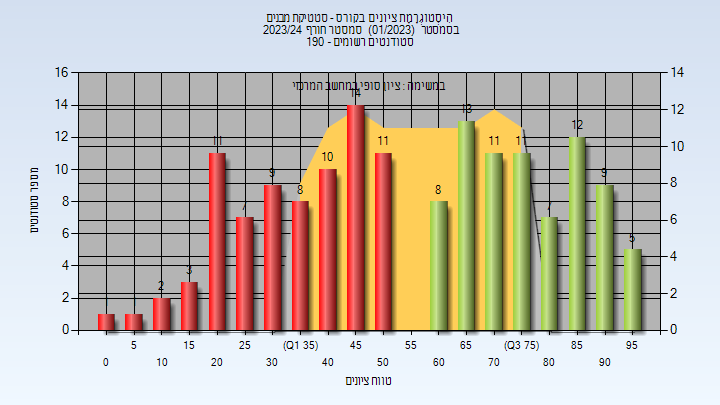 היסטוגרמת ציונים בקורס - סטטיקת מבנים
בסמסטר (01/2023) סמסטר חורף 2023/24
סטודנטים רשומים - 190
במשימה : ציון סופי במחשב המרכזי
מספר סטודנטים
16 14 12 10 8 6 4 2 0
14 12 10 8 6 4 2 0
2 3 11 7 9 8 10 14 11 8 13 11 11 7 12 9 5
5 15 25 (Q1 35) 45 55 65 (Q3 75) 85 95
0 10 20 30 40 50 60 70 80 90
טווח ציונים